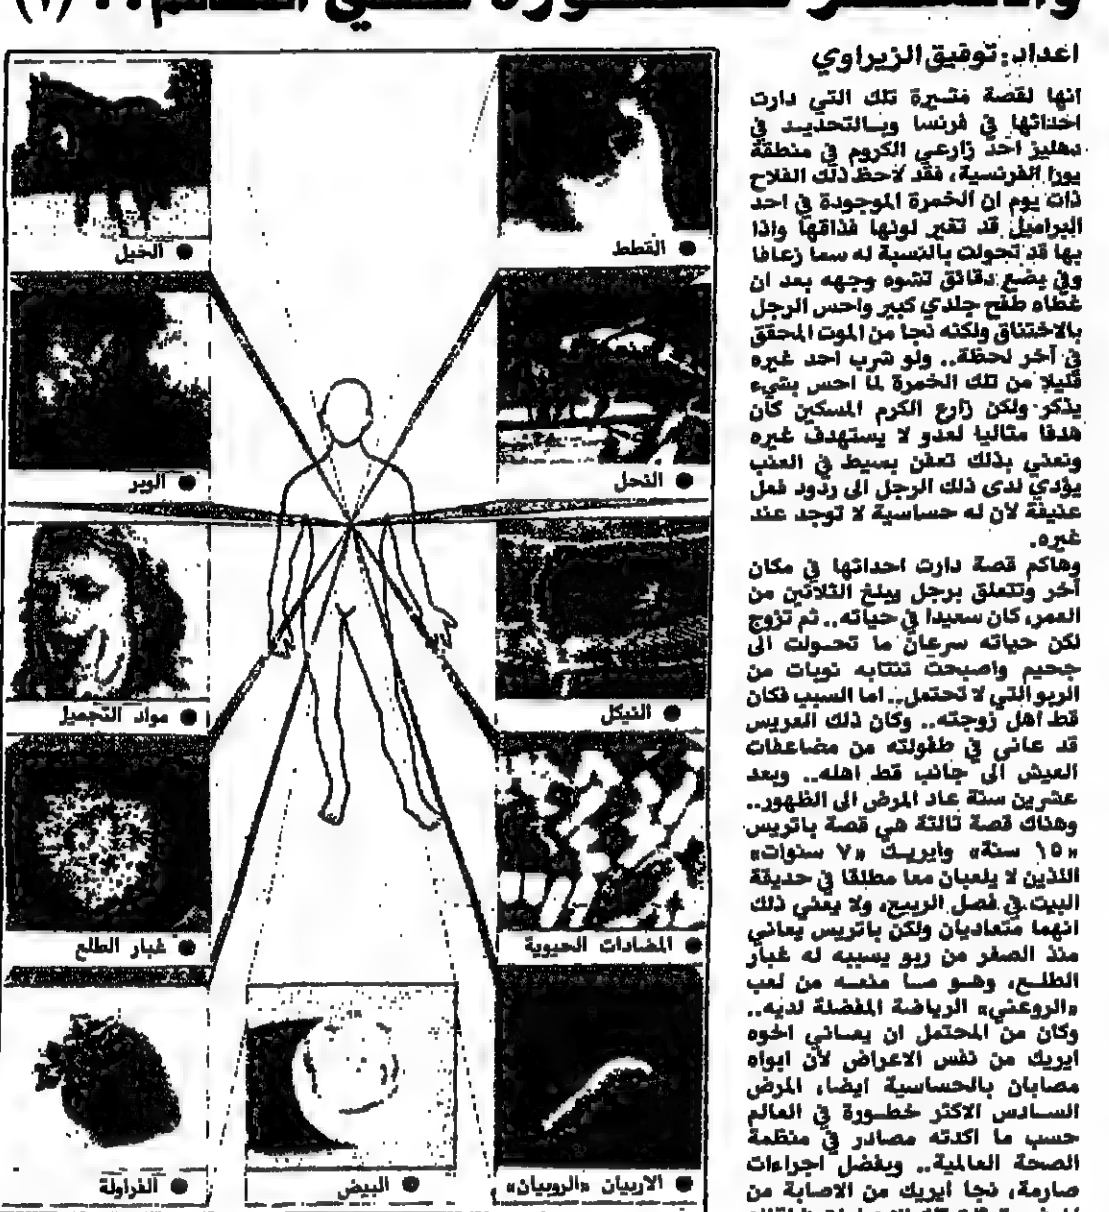 اعداد: توفيق الزيراوي
انها لقصة مثيرة تلك التي دارت
احداثها في فرنسا وبالتحديد في
دهليز احد زارعي الكروم في منطقة
يورا الفرنسية، فقد لاحظ ذلك الفلاح
ذات يوم ان الخمرة الموجودة في احد
البراميل قد تغير لونها فذاقها واذا
بها قد تحولت بالنسبة له سما زعافا
وفي بضع دقائق تشوه وجهه بعد ان
غطاه طفح جلدي كبير واحس الرجل
بالاختناق ولكنه نجا من الموت المحقق
في آخر لحظة.. ولو شرب احد غيره
قليلا من تلك الخمرة لما احس بشيء
يذكر ولكن زارع الكرم المسكين كان
هدفا مثاليا لعدو لا يستهدف غيره
ونعني بذلك تعفن بسيط في العنب
يؤدي لدى ذلك الرجل الى ردود فعل
عنيفة لان له حساسية لا توجد عند
غيره.
وهاكم قصة دارت احداثها في مكان
آخر وتتعلق برجل يبلغ الثلاثين من
العمر، كان سعيدا في حياته.. ثم تزوج
لكن حياته سرعان ما تحولت الى
جحيم واصبحت تنتابه نوبات من
الربو التي لا تحتمل.. اما السبب فكان
قط اهل زوجته.. وكان ذلك العريس
قد عانى في طفولته من مضاعفات
العيش الى جانب قط اهله.. وبعد
عشرين سنة عاد المرض الى الظهور..
وهناك قصة ثالثة هي قصة باتريس
«١٥ سنة» وايريك «٧ سنوات»
اللذين لا يلعبان معا مطلقا في حديقة
البيت في فصل الربيع، ولا يعني ذلك
انهما متعاديان ولكن باتريس يعاني
منذ الصغر من ربو يسببه له غبار
الطلع، وهو ما منعه من لعب
«الروغبي» الرياضة المفضلة لديه..
وكان من المحتمل ان يعاني اخوه
ايريك من نفس الاعراض لأن ابواه
مصابان بالحساسية ايضا، المرض
السادس الاكثر خطورة في العالم
حسب ما اكدته مصادر في منظمة
الصحة العالمية.. وبفضل اجراءات
صارمة، نجا ايريك من الاصابة من
● القطط
● الخيل
● النحل
● الوبر
● النيكل
● مواد التجميل
● المضادات الحيوية
● غبار الطلع
● الاربيان «الروبيان»
● البيض
● الفراولة